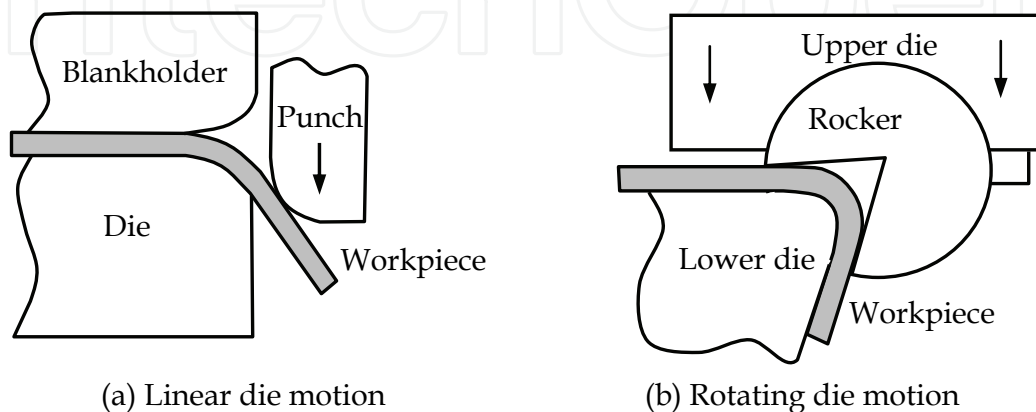 Blankholder
Punch
Die
Workpiece
(a) Linear die motion
Upper die
Rocker
Lower die
Workpiece
(b) Rotating die motion